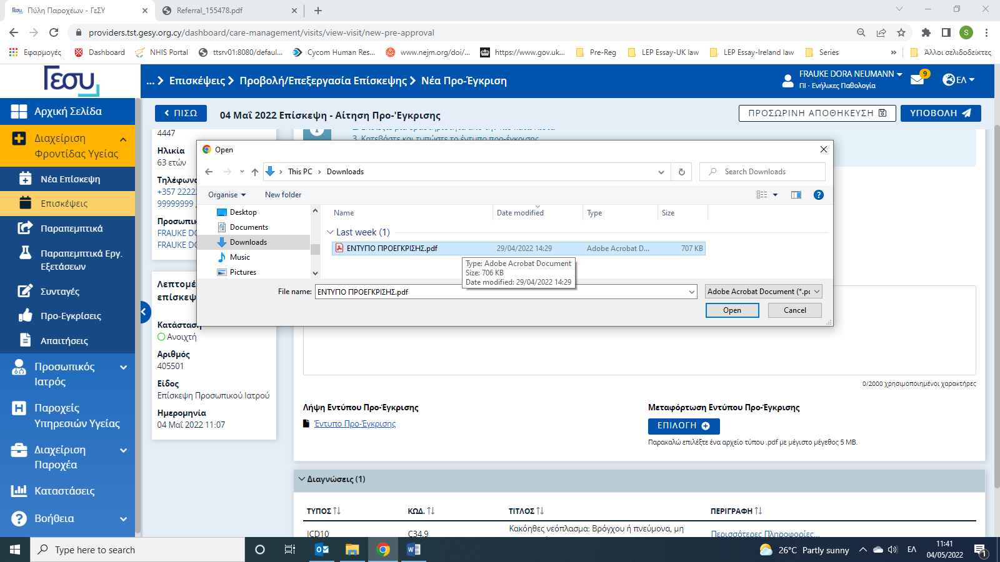 Πύλη Παροχέων - ΓεΣΥ
Referral_155478.pdf
providers.tst.gesy.org.cy/dashboard/care-management/visits/view-visit/new-pre-approval
S
Εφαρμογές
Dashboard
NHIS Portal
ttsrv01:8080/defaul...
Cycom Human Res...
www.nejm.org/doi/...
https://www.gov.uk...
Pre-Reg
LEP Essay-UK law
LEP Essay-Ireland law
Series
»
Άλλοι σελιδοδείκτες
Γεσυ
... > Επισκέψεις > Προβολή/Επεξεργασία Επίσκεψης > Νέα Προ-Έγκριση
FRAUKE DORA NEUMANN
ΠΙ - Ενήλικες Παθολογία
9
ΕΛ
Αρχική Σελίδα
Διαχείριση
Φροντίδας Υγείας
Νέα Επίσκεψη
Επισκέψεις
Παραπεμπτικά
Παραπεμπτικά Εργ.
Εξετάσεων
Συνταγές
Προ-Εγκρίσεις
Απαιτήσεις
Προσωπικός
Ιατρός
Παροχείς
Υπηρεσιών Υγείας
Διαχείριση
Παροχέα
Καταστάσεις
Βοήθεια
ΠΙΣΩ
04 Μαΐ 2022 Επίσκεψη - Αίτηση Προ-'Εγκρισης
ΠΡΟΣΩΡΙΝΗ ΑΠΟΘΗΚΕΥΣΗ
ΥΠΟΒΟΛΗ
4447
Ηλικία
63 ετών
Τηλέφωνο
+357 2222
99999999 ,
Προσωπικ
FRAUKE DO
FRAUKE DO
3. Κατεβάστε και τυπώστε το έντυπο προ-έγκρισης
Open
This PC > Downloads
Search Downloads
Organise
New folder
Desktop
Documents
Downloads
Music
Pictures
Name
Date modified
Type
Size
Last week (1)
ΕΝΤΥΠΟ ΠΡΟΕΓΚΡΙΣΗΣ.pdf
29/04/2022 14:29
Adobe Acrobat D...
707 KB
Type: Adobe Acrobat Document
Size: 706 KB
Date modified: 29/04/2022 14:29
File name:
ΕΝΤΥΠΟ ΠΡΟΕΓΚΡΙΣΗΣ.pdf
Adobe Acrobat Document (*.pd
Open
Cancel
Λεπτομέ
επίσκεψ
Κατάσταση
Ανοιχτή
Αριθμός
405501
Είδος
Επίσκεψη Προσωπικού Ιατρού
Ημερομηνία
04 Μαΐ 2022 11:07
0/2000 χρησιμοποιημένοι χαρακτήρες
Λήψη Εντύπου Προ-Έγκρισης
Έντυπο Προ-Έγκρισης
Μεταφόρτωση Εντύπου Προ-Έγκρισης
ΕΠΙΛΟΓΗ
Παρακαλώ επιλέξτε ένα αρχείο τύπου .pdf με μέγιστο μέγεθος 5 MB.
Διαγνώσεις (1)
ΤΥΠΟΣ
ΚΩΔ.
ΤΙΤΛΟΣ
ΠΕΡΙΓΡΑΦΗ
ICD10
C34.9
Κακόηθες νεόπλασμα: Βρόγχου ή πνεύμονα, μη
Περισσότερες Πληροφορίες...
Type here to search
26°C Partly sunny
ΕΛ
11:41
04/05/2022
1